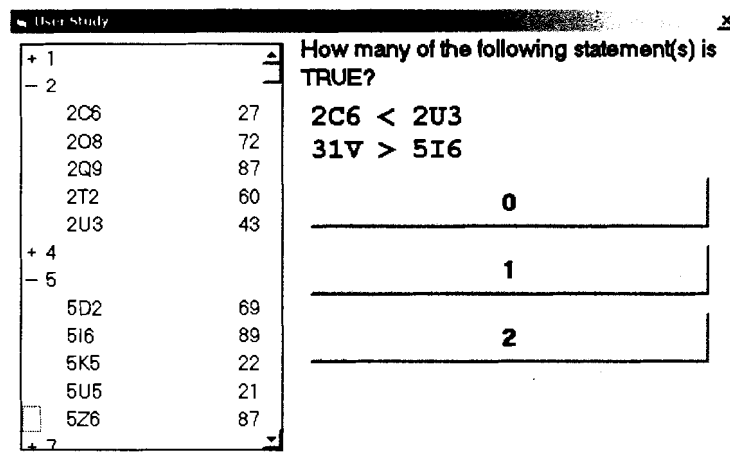 User Study x
+ 1
- 2
2C6 27
2O8 72
2Q9 87
2T2 60
2U3 43
+ 4
- 5
5D2 69
5I6 89
5K5 22
5U5 21
5Z6 87
+ 7
How many of the following statement(s) is
TRUE?
2C6 < 2U3
31V > 5I6
0
1
2